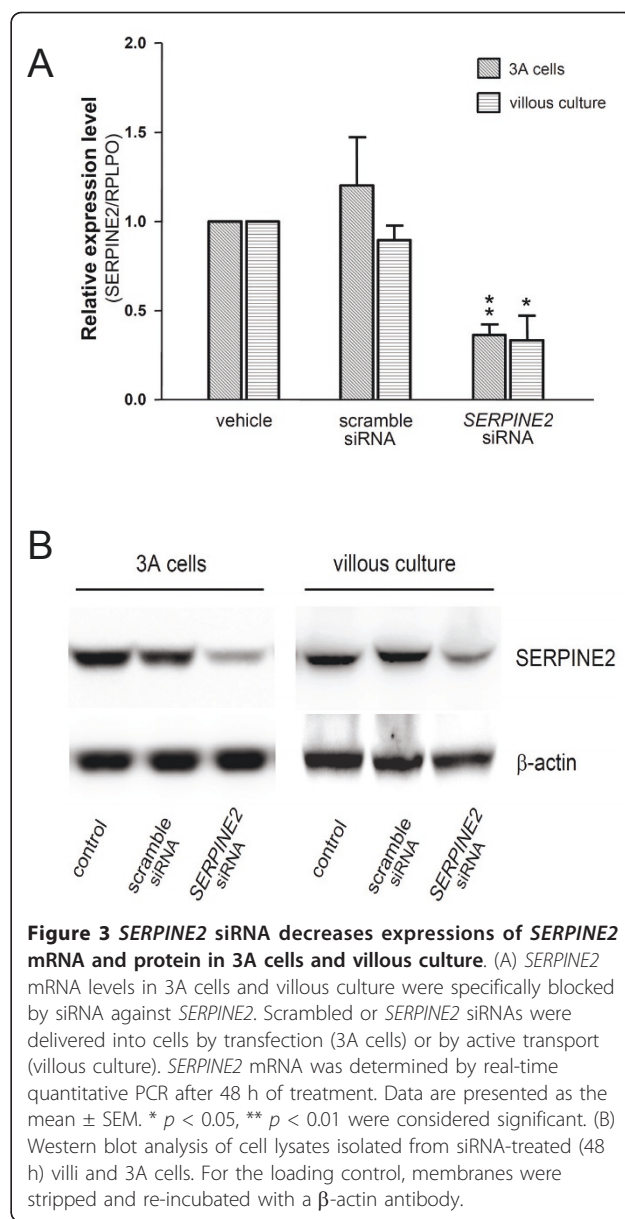 A
3A cells
villous culture
Relative expression level
(SERPINE2/RPLPO)
2.0
1.5
1.0
0.5
0.0
**
*
vehicle
scramble
siRNA
SERPINE2
siRNA
B
3A cells
villous culture
SERPINE2
β-actin
control
scramble
siRNA
SERPINE2
siRNA
control
scramble
siRNA
SERPINE2
siRNA
Figure 3 SERPINE2 siRNA decreases expressions of SERPINE2
mRNA and protein in 3A cells and villous culture. (A) SERPINE2
mRNA levels in 3A cells and villous culture were specifically blocked
by siRNA against SERPINE2. Scrambled or SERPINE2 siRNAs were
delivered into cells by transfection (3A cells) or by active transport
(villous culture). SERPINE2 mRNA was determined by real-time
quantitative PCR after 48 h of treatment. Data are presented as the
mean ± SEM. * p < 0.05, ** p < 0.01 were considered significant. (B)
Western blot analysis of cell lysates isolated from siRNA-treated (48
h) villi and 3A cells. For the loading control, membranes were
stripped and re-incubated with a β-actin antibody.